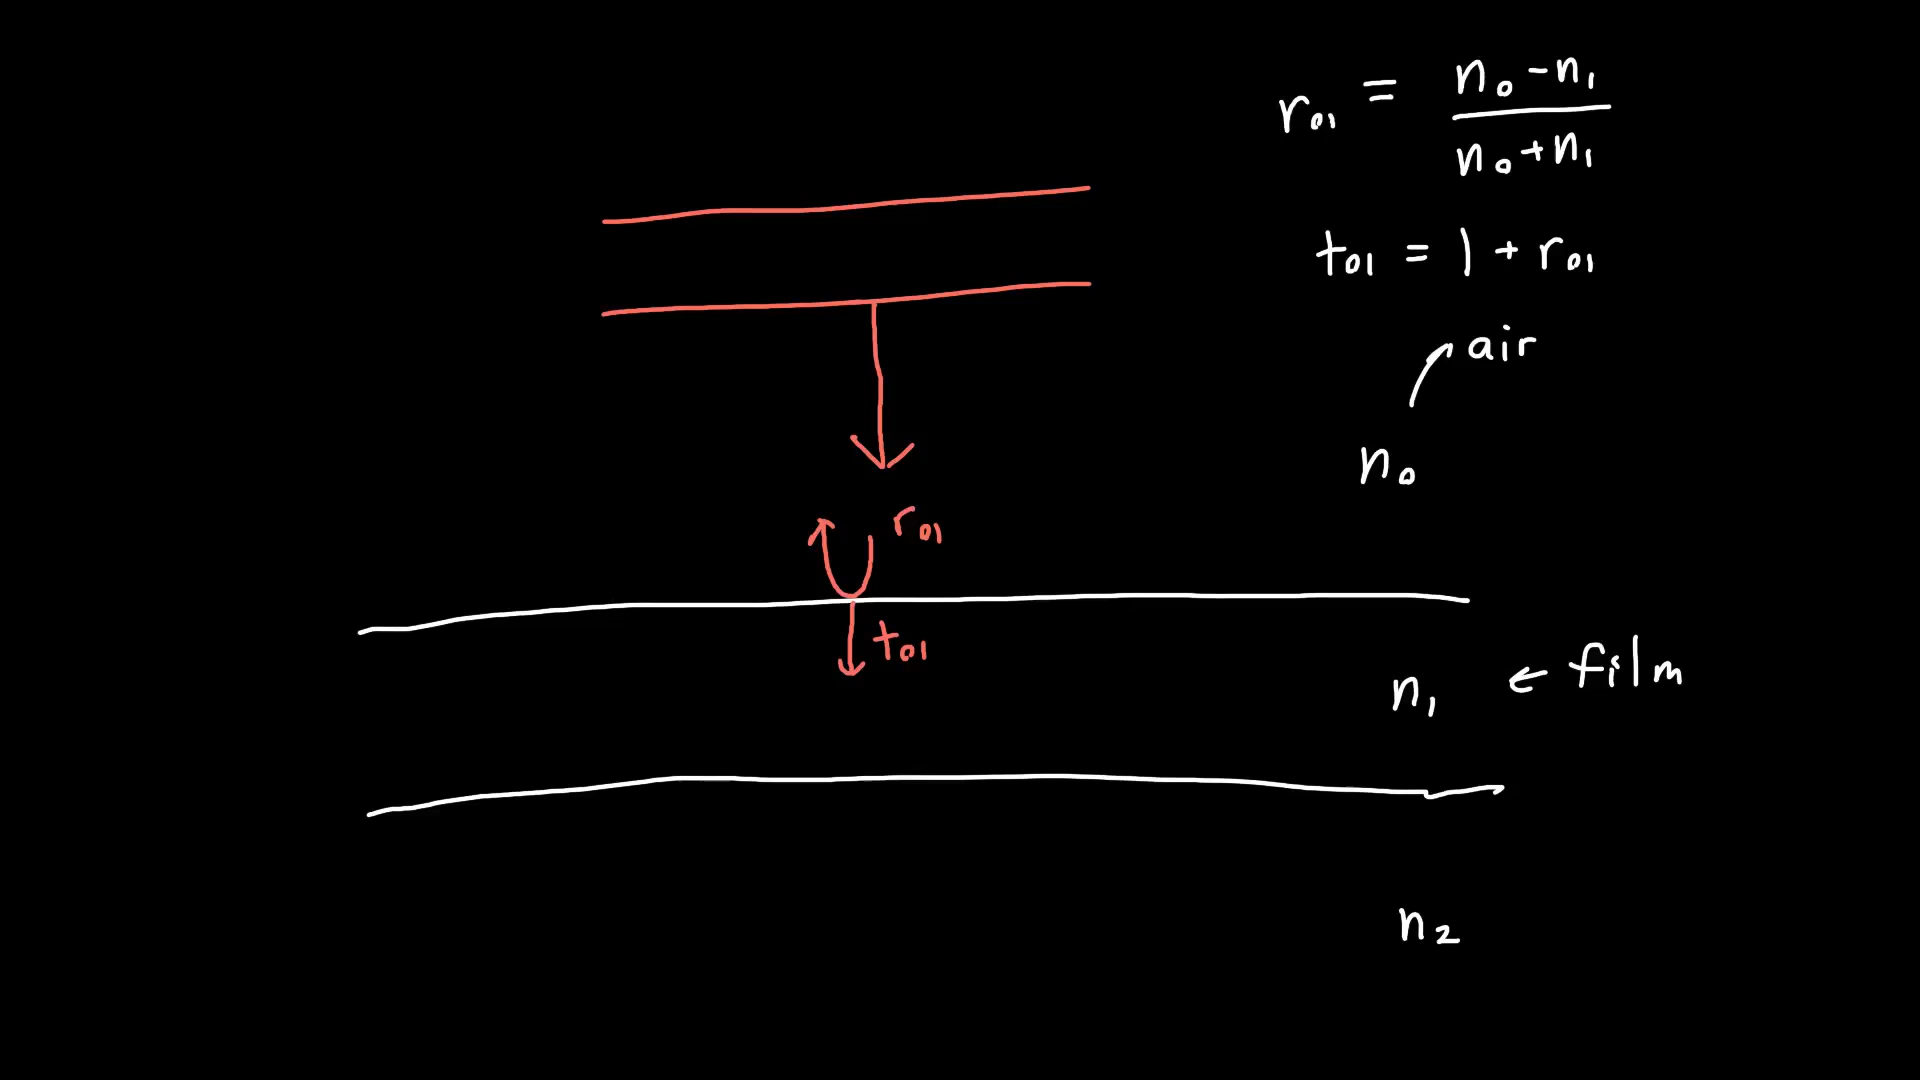 r₀₁ = (n₀ - n₁) / (n₀ + n₁)
t₀₁ = 1 + r₀₁
air
n₀
r₀₁
t₀₁
n₁ ← film
n₂